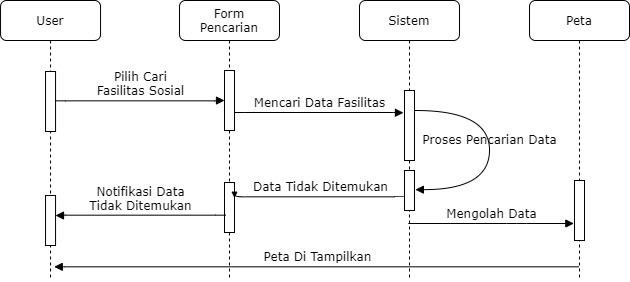 User
Form
Pencarian
Sistem
Peta
Pilih Cari
Fasilitas Sosial
Mencari Data Fasilitas
Proses Pencarian Data
Data Tidak Ditemukan
Notifikasi Data
Tidak Ditemukan
Mengolah Data
Peta Di Tampilkan